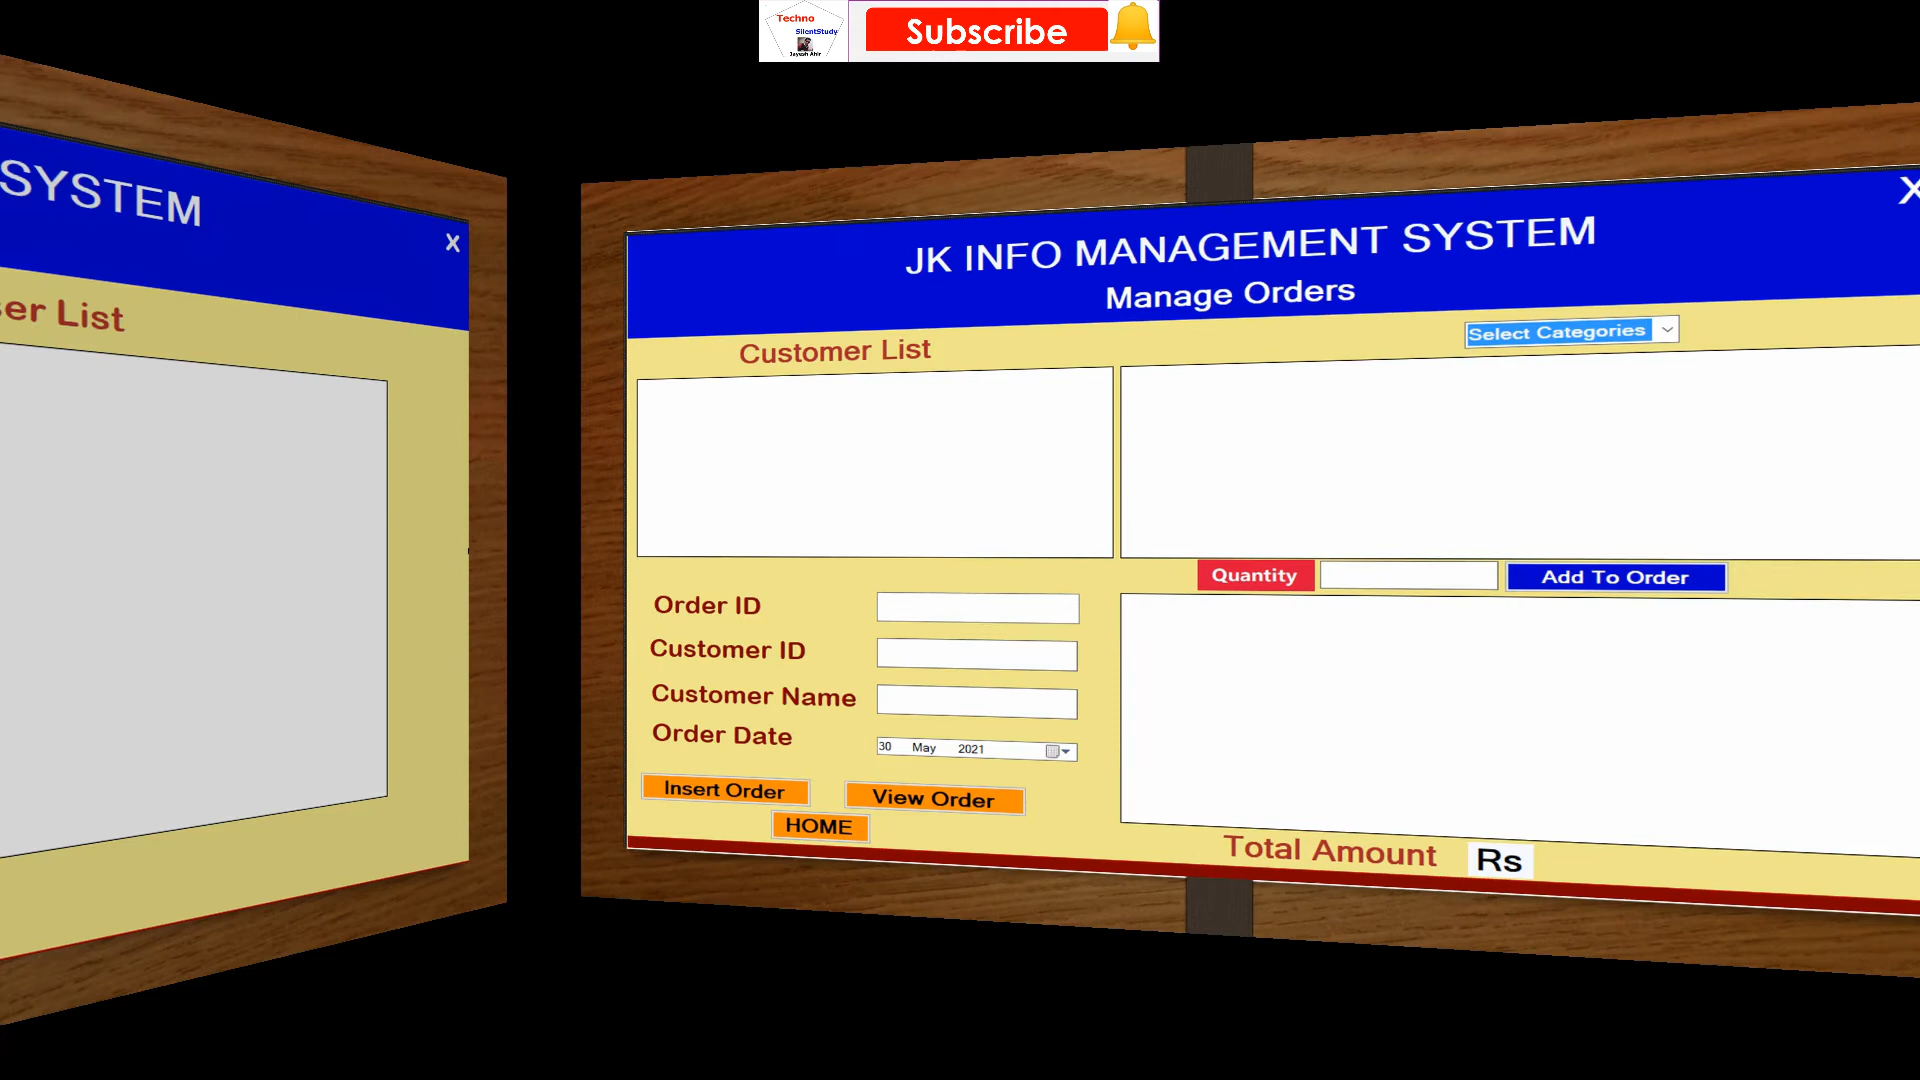 Techno
SilentStudy
Jayesh Ahir
Subscribe
SYSTEM
X
er List
X
JK INFO MANAGEMENT SYSTEM
Manage Orders
Customer List
Select Categories
Quantity
Add To Order
Order ID
Customer ID
Customer Name
Order Date
30 May 2021
Insert Order
View Order
HOME
Total Amount
Rs